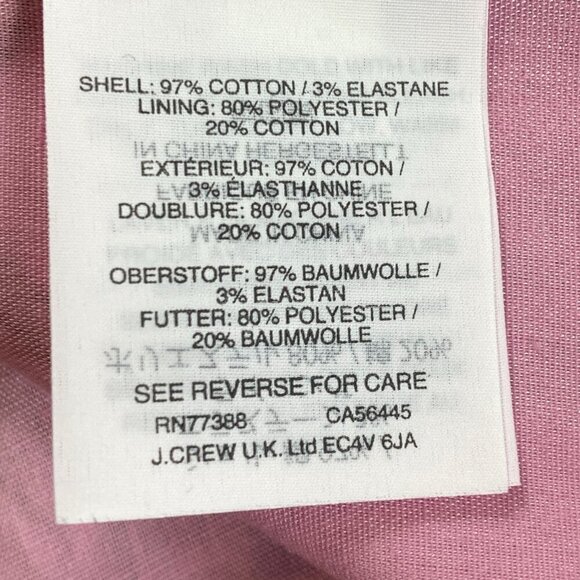 SHELL: 97% COTTON / 3% ELASTANE
LINING: 80% POLYESTER /
20% COTTON
EXTÉRIEUR: 97% COTON /
3% ÉLASTHANNE
DOUBLURE: 80% POLYESTER /
20% COTON
OBERSTOFF: 97% BAUMWOLLE /
3% ELASTAN
FUTTER: 80% POLYESTER /
20% BAUMWOLLE
SEE REVERSE FOR CARE
RN77388 CA56445
J.CREW U.K. Ltd EC4V 6JA